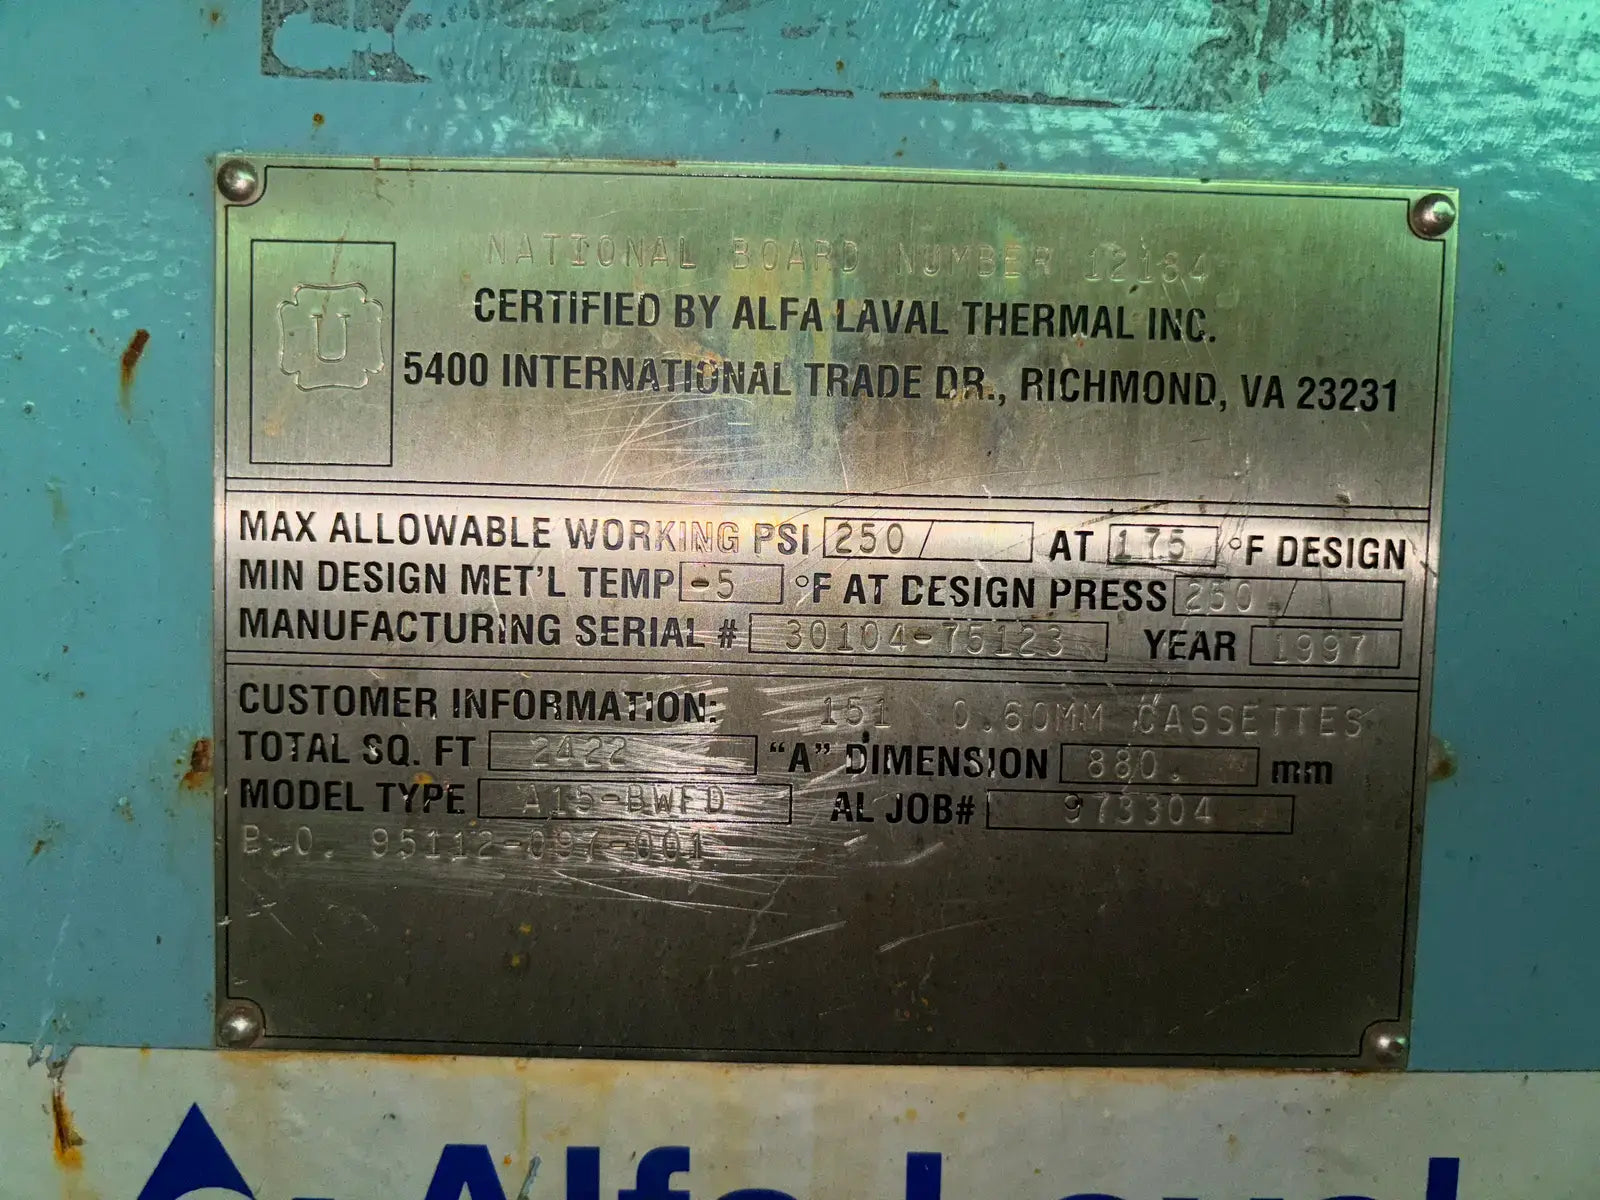 NATIONAL BOARD NUMBER 12184
U
CERTIFIED BY ALFA LAVAL THERMAL INC.
5400 INTERNATIONAL TRADE DR., RICHMOND, VA 23231
MAX ALLOWABLE WORKING PSI 250 / AT 175 °F DESIGN
MIN DESIGN MET'L TEMP -5 °F AT DESIGN PRESS 250 /
MANUFACTURING SERIAL # 30104-75123 YEAR 1997
CUSTOMER INFORMATION: 151 0.60MM CASSETTES
TOTAL SQ. FT 2422 "A" DIMENSION 880. mm
MODEL TYPE A15-BWFD AL JOB# 973304
95112-097-001
Alfa Laval